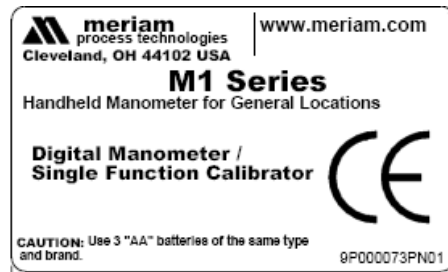 meriam
process technologies
Cleveland, OH 44102 USA
www.meriam.com
M1 Series
Handheld Manometer for General Locations
Digital Manometer /
Single Function Calibrator
CE
CAUTION: Use 3 "AA" batteries of the same type
and brand.
9P000073PN01